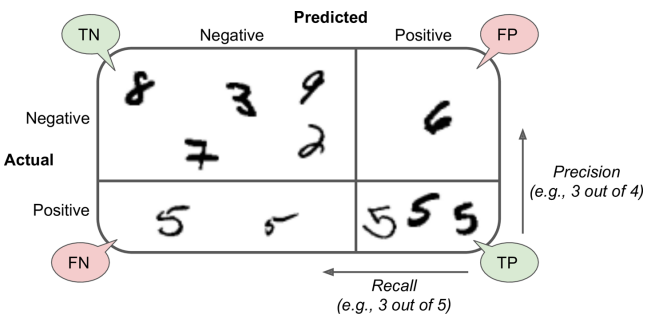 Predicted
TN
Negative
Positive
FP
8
3
9
6
Negative
7
2
Actual
Precision
(e.g., 3 out of 4)
Positive
5
5
5
5
5
FN
TP
Recall
(e.g., 3 out of 5)